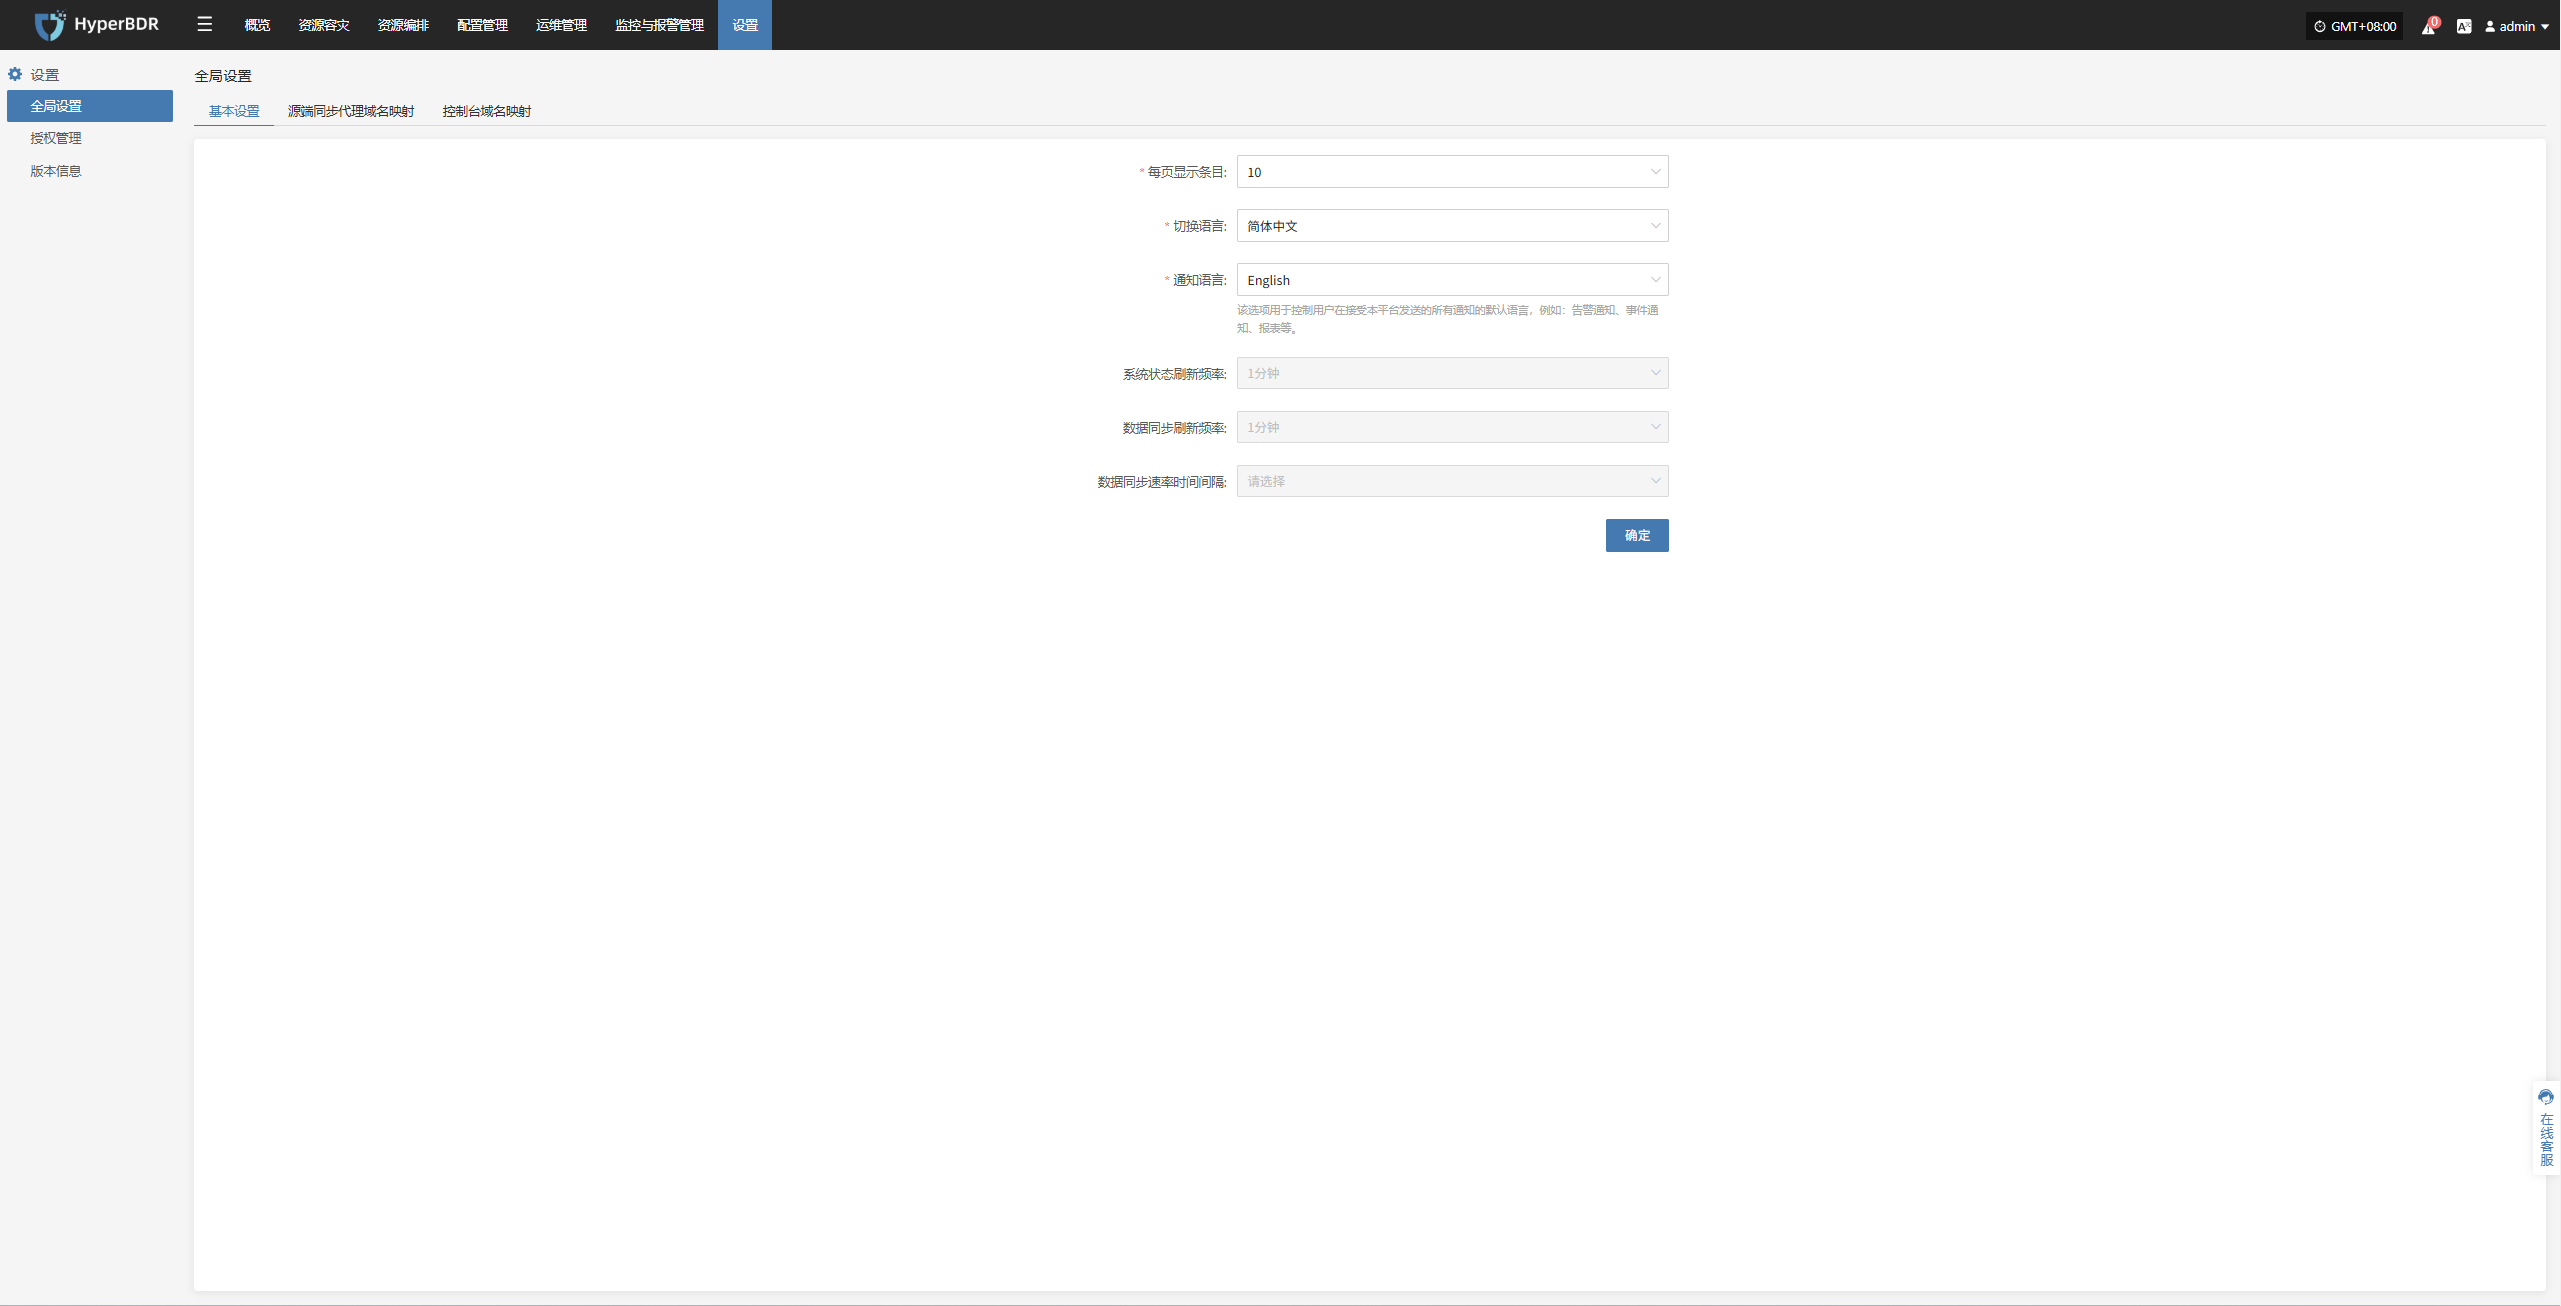 HyperBDR 概览 资源容灾 资源编排 配置管理 运维管理 监控与报警管理 设置 GMT+08:00 0 admin
设置
全局设置
授权管理
版本信息
全局设置
基本设置 源端同步代理域名映射 控制台域名映射
* 每页显示条目: 10
* 切换语言: 简体中文
* 通知语言: English
该选项用于控制用户在接受本平台发送的所有通知的默认语言，例如：告警通知、事件通
知、报表等。
系统状态刷新频率: 1分钟
数据同步刷新频率: 1分钟
数据同步速率时间间隔: 请选择
确定
在线客服